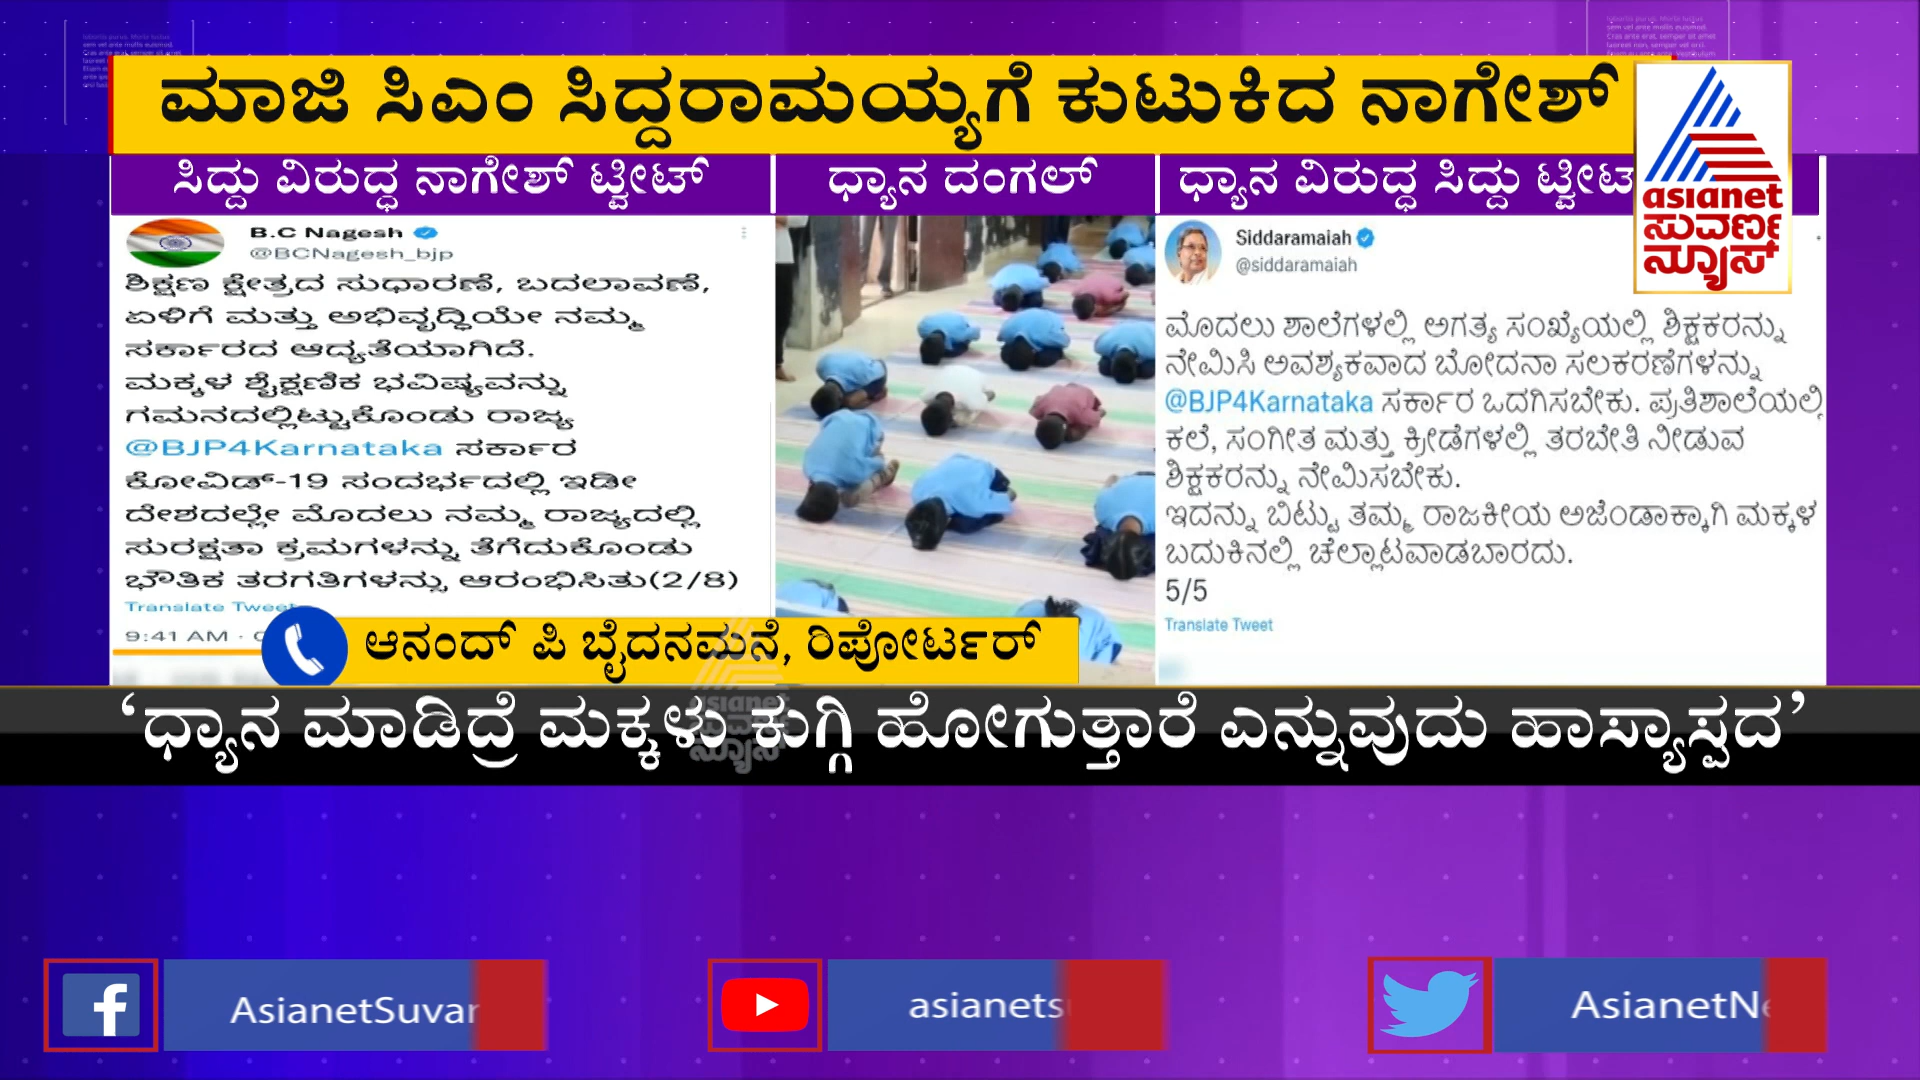 ಮಾಜಿ ಸಿಎಂ ಸಿದ್ದರಾಮಯ್ಯಗೆ ಕುಟುಕಿದ ನಾಗೇಶ್
asianet
ಸುವರ್ಣ
ನ್ಯೂಸ್
ಸಿದ್ದು ವಿರುದ್ಧ ನಾಗೇಶ್ ಟ್ವೀಟ್
ಧ್ಯಾನ ದಂಗಲ್
ಧ್ಯಾನ ವಿರುದ್ಧ ಸಿದ್ದು ಟ್ವೀಟ
B.C Nagesh
@BCNagesh_bjp
ಶಿಕ್ಷಣ ಕ್ಷೇತ್ರದ ಸುಧಾರಣೆ, ಬದಲಾವಣೆ,
ಏಳಿಗೆ ಮತ್ತು ಅಭಿವೃದ್ಧಿಯೇ ನಮ್ಮ
ಸರ್ಕಾರದ ಆದ್ಯತೆಯಾಗಿದೆ.
ಮಕ್ಕಳ ಶೈಕ್ಷಣಿಕ ಭವಿಷ್ಯವನ್ನು
ಗಮನದಲ್ಲಿಟ್ಟುಕೊಂಡು ರಾಜ್ಯ
@BJP4Karnataka ಸರ್ಕಾರ
ಕೋವಿಡ್-19 ಸಂದರ್ಭದಲ್ಲಿ ಇಡೀ
ದೇಶದಲ್ಲೇ ಮೊದಲು ನಮ್ಮ ರಾಜ್ಯದಲ್ಲಿ
ಸುರಕ್ಷತಾ ಕ್ರಮಗಳನ್ನು ತೆಗೆದುಕೊಂಡು
ಭೌತಿಕ ತರಗತಿಗಳನ್ನು ಆರಂಭಿಸಿತು(2/8)
Translate Tweet
9:41 AM ·
Siddaramaiah
@siddaramaiah
ಮೊದಲು ಶಾಲೆಗಳಲ್ಲಿ ಅಗತ್ಯ ಸಂಖ್ಯೆಯಲ್ಲಿ ಶಿಕ್ಷಕರನ್ನು
ನೇಮಿಸಿ ಅವಶ್ಯಕವಾದ ಬೋದನಾ ಸಲಕರಣೆಗಳನ್ನು
@BJP4Karnataka ಸರ್ಕಾರ ಒದಗಿಸಬೇಕು. ಪ್ರತಿಶಾಲೆಯಲ್ಲಿ
ಕಲೆ, ಸಂಗೀತ ಮತ್ತು ಕ್ರೀಡೆಗಳಲ್ಲಿ ತರಬೇತಿ ನೀಡುವ
ಶಿಕ್ಷಕರನ್ನು ನೇಮಿಸಬೇಕು.
ಇದನ್ನು ಬಿಟ್ಟು ತಮ್ಮ ರಾಜಕೀಯ ಅಜೆಂಡಾಕ್ಕಾಗಿ ಮಕ್ಕಳ
ಬದುಕಿನಲ್ಲಿ ಚೆಲ್ಲಾಟವಾಡಬಾರದು.
5/5
Translate Tweet
ಆನಂದ್ ಪಿ ಬೈದನಮನೆ, ರಿಪೋರ್ಟರ್
‘ಧ್ಯಾನ ಮಾಡಿದ್ರೆ ಮಕ್ಕಳು ಕುಗ್ಗಿ ಹೋಗುತ್ತಾರೆ ಎನ್ನುವುದು ಹಾಸ್ಯಾಸ್ಪದ’
asianet
ನ್ಯೂಸ್
AsianetSuvar
asianets
AsianetNe